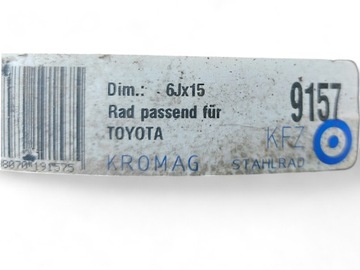 Dim.: - 6Jx15
Rad passend für
TOYOTA
9157
KFZ
KROMAG STAHLRAD